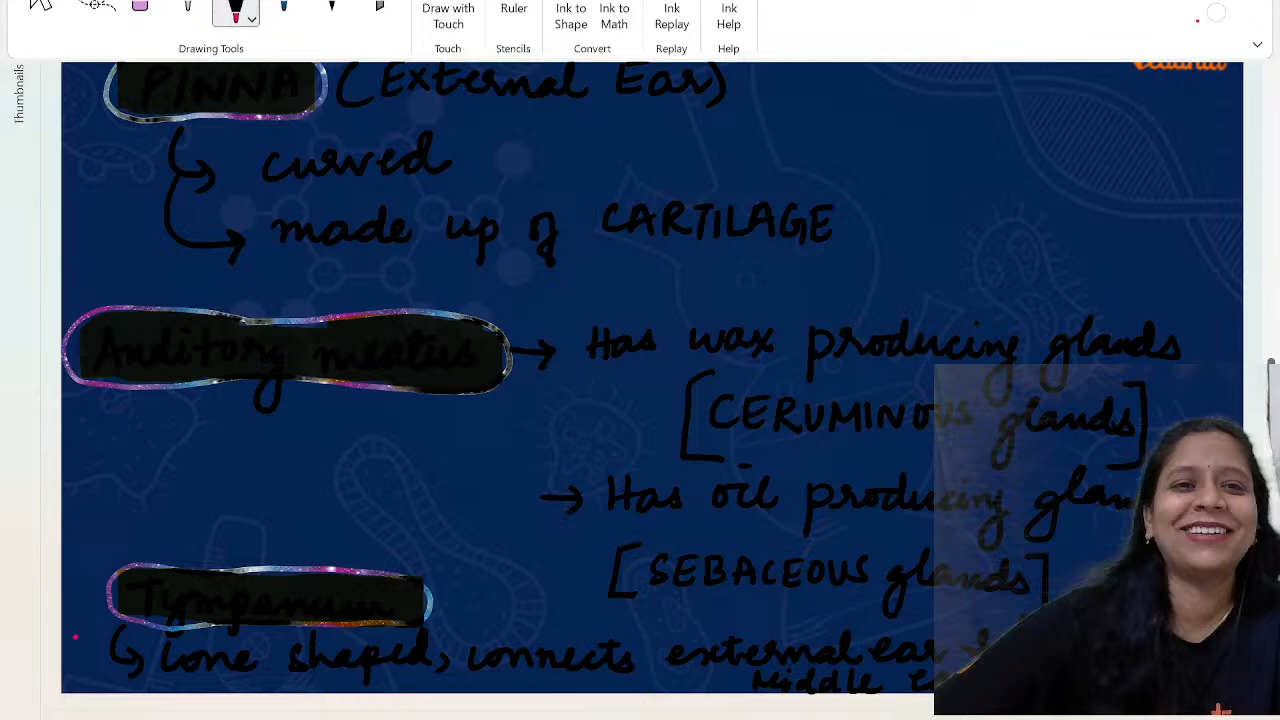 Draw with Touch
Ruler
Ink to Shape
Ink to Math
Ink Replay
Ink Help
Drawing Tools
Touch
Stencils
Convert
Replay
Help
Thumbnails
PINNA (External Ear)
curved
made up of CARTILAGE
Auditory meatus → Has wax producing glands
[CERUMINOUS glands]
→ Has oil producing
[SEBACEOUS glands]
Tympanum
cone shaped, connects external ear
Middle